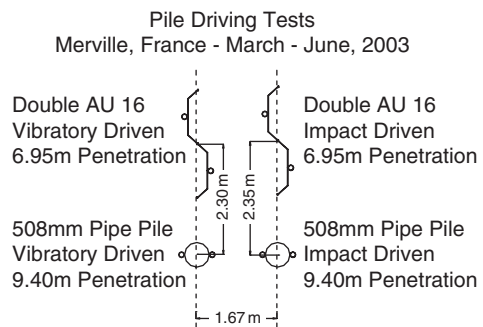 Pile Driving Tests
Merville, France - March - June, 2003
Double AU 16
Vibratory Driven
6.95m Penetration
Double AU 16
Impact Driven
6.95m Penetration
2.30 m
2.35 m
508mm Pipe Pile
Vibratory Driven
9.40m Penetration
508mm Pipe Pile
Impact Driven
9.40m Penetration
1.67 m